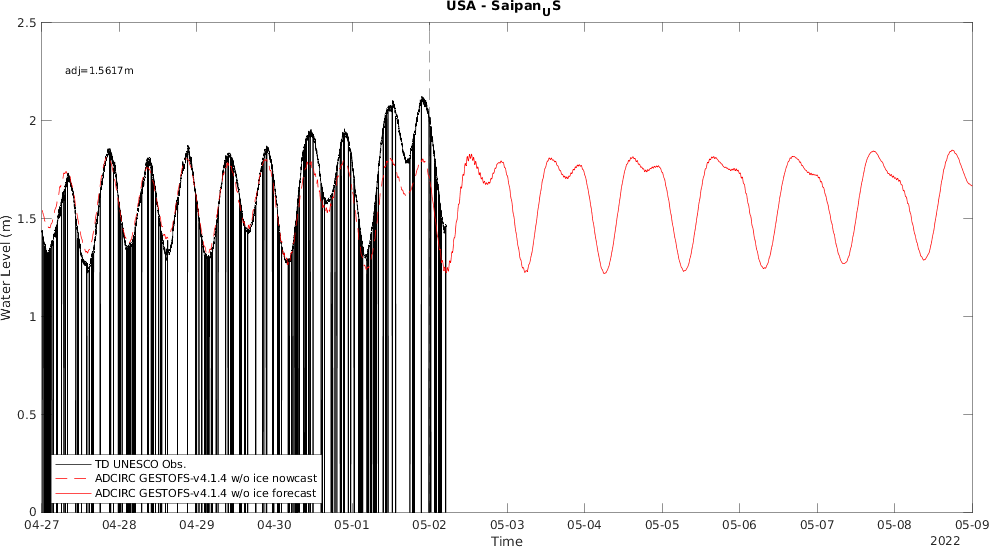 USA - Saipan_US
2.5
adj=1.5617m
2
1.5
Water Level (m)
1
0.5
TD UNESCO Obs.
ADCIRC GESTOFS-v4.1.4 w/o ice nowcast
ADCIRC GESTOFS-v4.1.4 w/o ice forecast
0
04-27 04-28 04-29 04-30 05-01 05-02 05-03 05-04 05-05 05-06 05-07 05-08 05-09
Time
2022